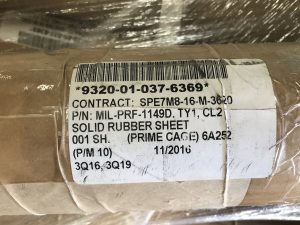 *9320-01-037-6369*
CONTRACT: SPE7M8-16-M-3620
P/N: MIL-PRF-1149D, TY1, CL2
SOLID RUBBER SHEET
001 SH. (PRIME CAGE) 6A252
(P/M 10) 11/2016
3Q16, 3Q19